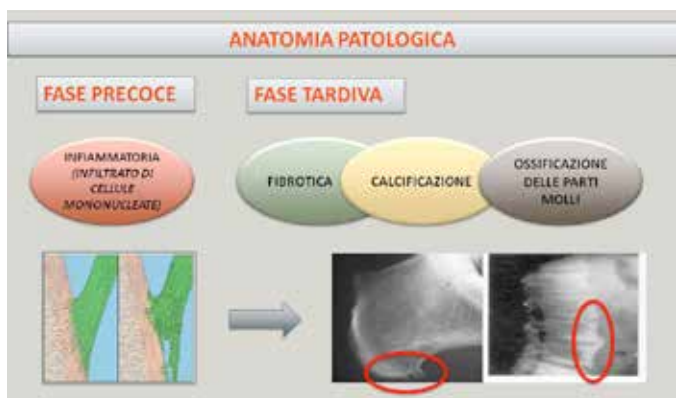 ANATOMIA PATOLOGICA
FASE PRECOCE
FASE TARDIVA
INFIAMMATORIA
(INFILTRATO DI
CELLULE
MONONUCLEATE)
FIBROTICA
CALCIFICAZIONE
OSSIFICAZIONE
DELLE PARTI
MOLLI